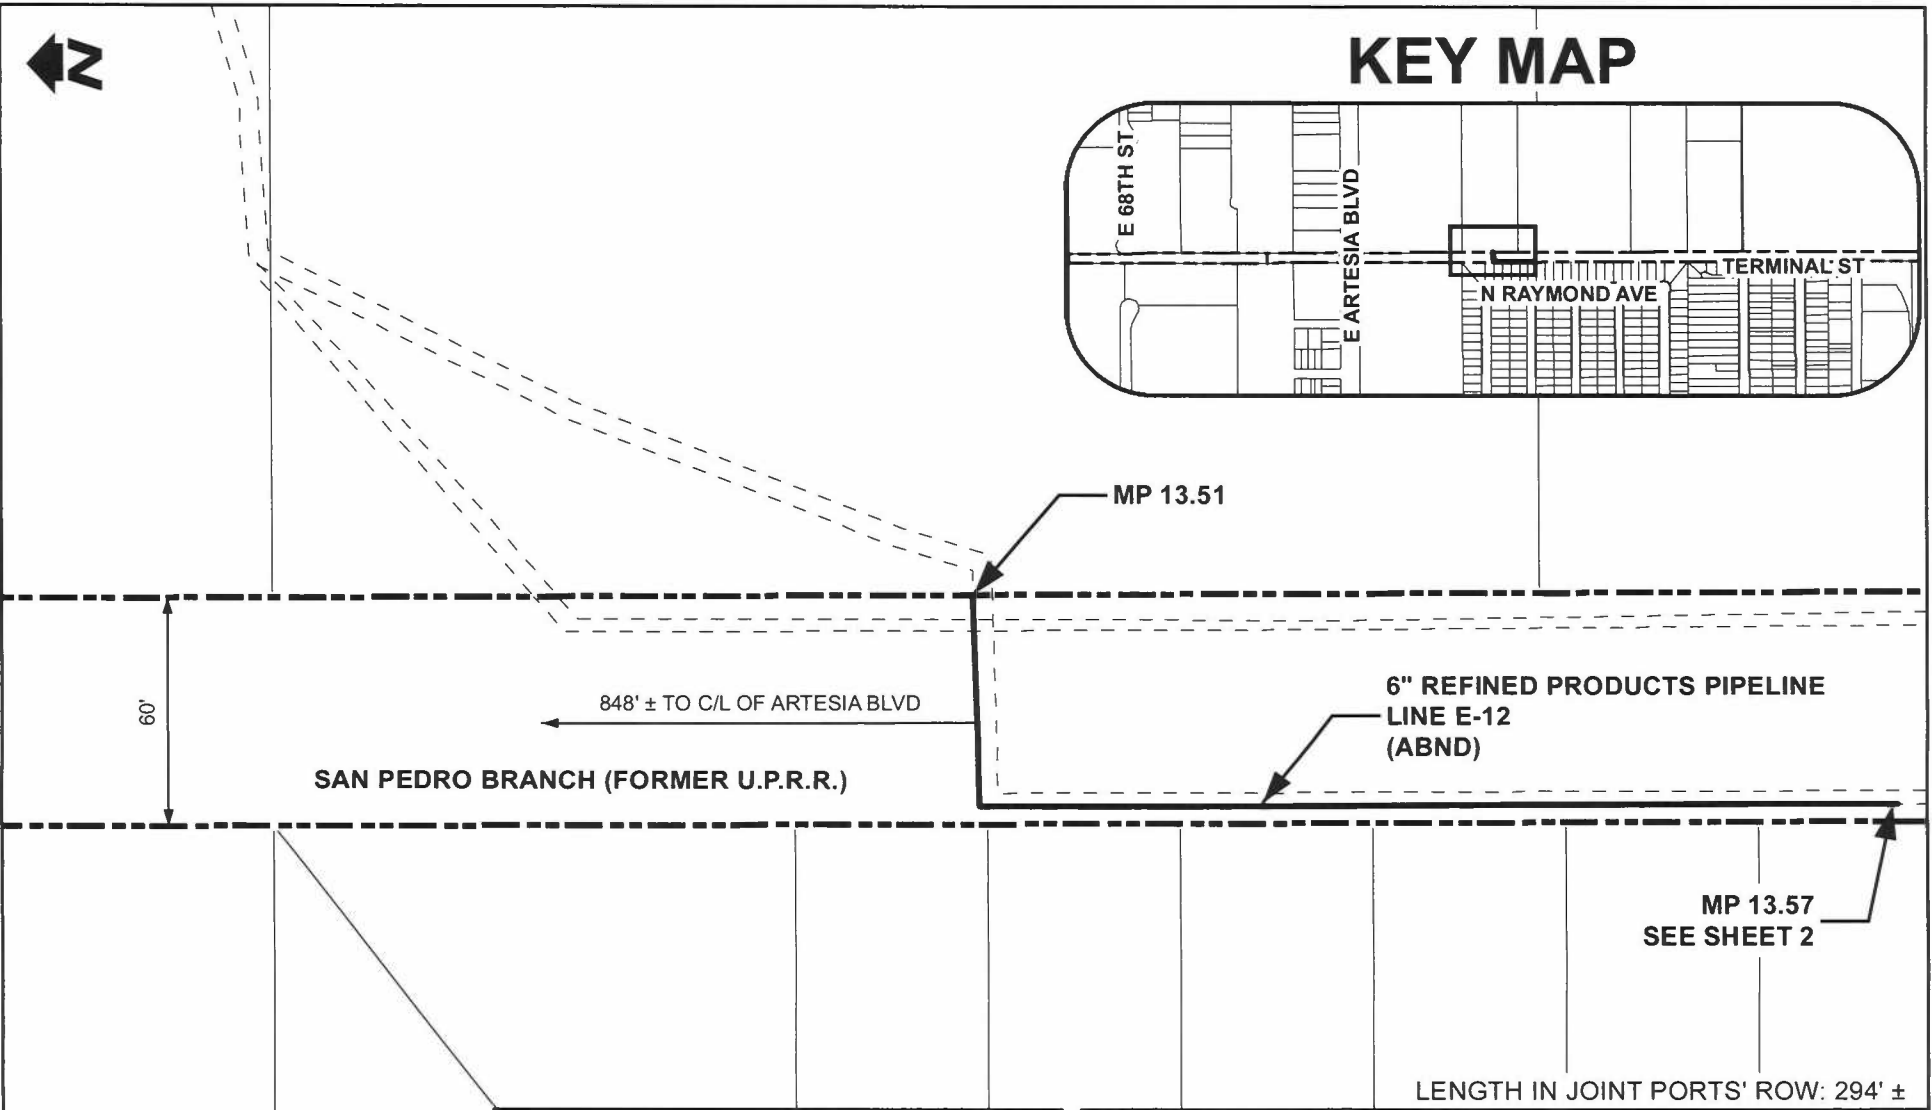 N
KEY MAP
E 68TH ST
E ARTESIA BLVD
TERMINAL ST
N RAYMOND AVE
MP 13.51
6" REFINED PRODUCTS PIPELINE
LINE E-12
(ABND)
60'
848' ± TO C/L OF ARTESIA BLVD
SAN PEDRO BRANCH (FORMER U.P.R.R.)
MP 13.57
SEE SHEET 2
LENGTH IN JOINT PORTS' ROW: 294' ±